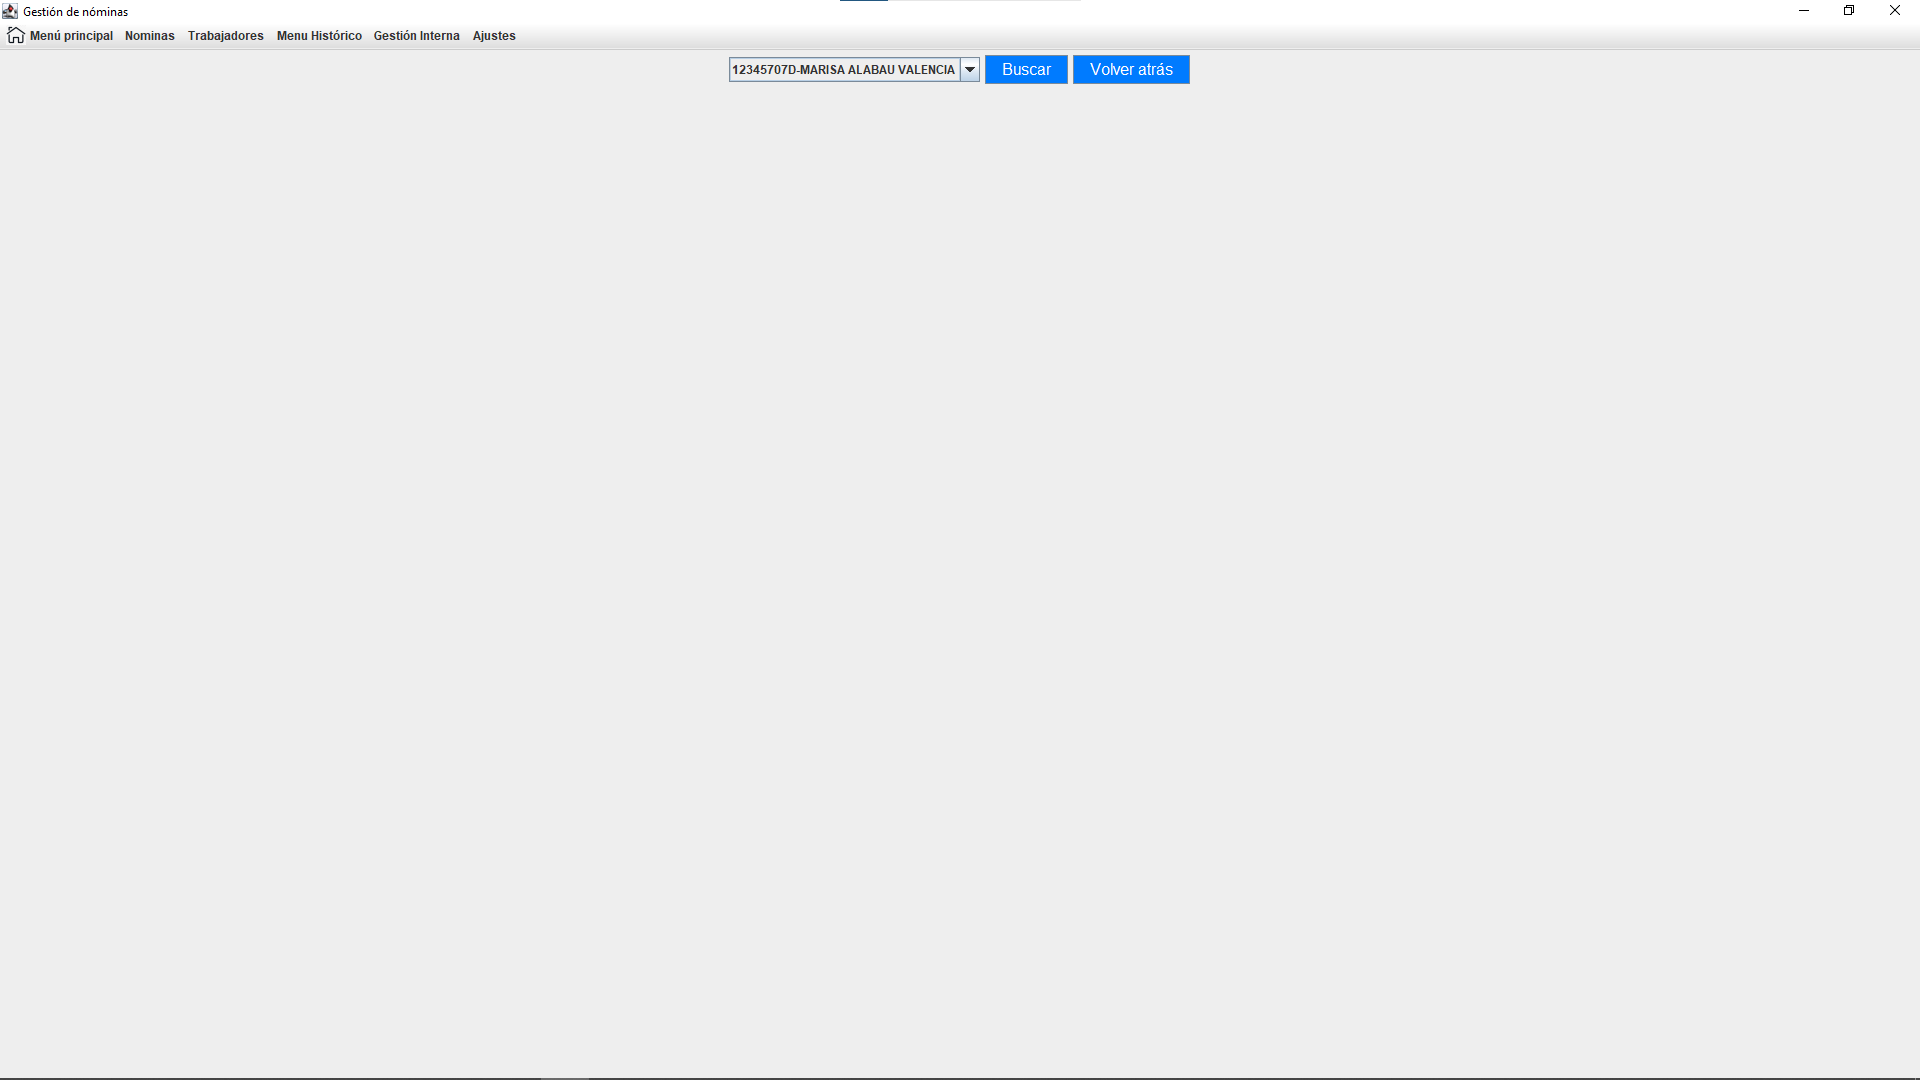 Gestión de nóminas
Menú principal Nominas Trabajadores Menu Histórico Gestión Interna Ajustes
12345707D-MARISA ALABAU VALENCIA Buscar Volver atrás